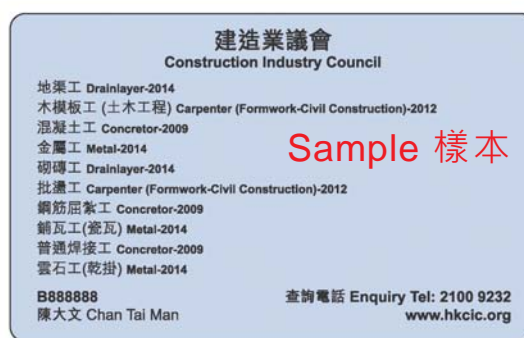 建造業議會
Construction Industry Council
地渠工 Drainlayer-2014
木模板工 (土木工程) Carpenter (Formwork-Civil Construction)-2012
混凝土工 Concretor-2009
金屬工 Metal-2014
Sample 樣本
砌磚工 Drainlayer-2014
批盪工 Carpenter (Formwork-Civil Construction)-2012
鋼筋屈紮工 Concretor-2009
鋪瓦工(瓷瓦) Metal-2014
普通焊接工 Concretor-2009
雲石工(乾掛) Metal-2014
B888888
查詢電話 Enquiry Tel: 2100 9232
陳大文 Chan Tai Man
www.hkcic.org